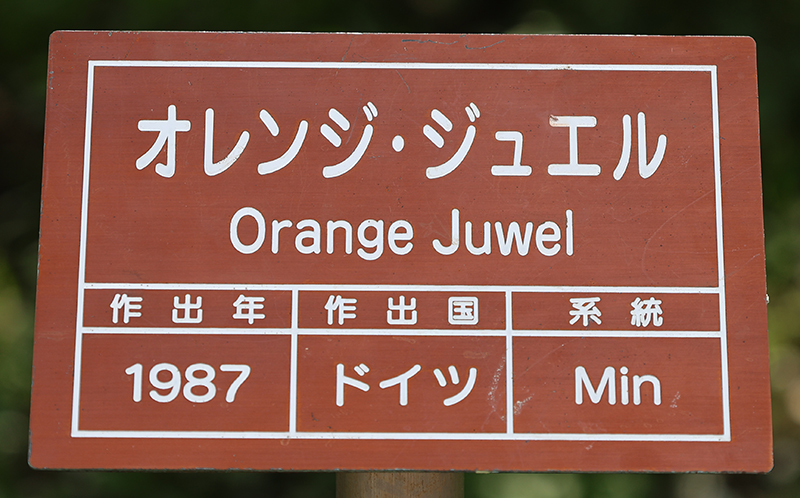 オレンジ・ジュエル
Orange Juwel
作出年 作出国 系統
1987 ドイツ Min